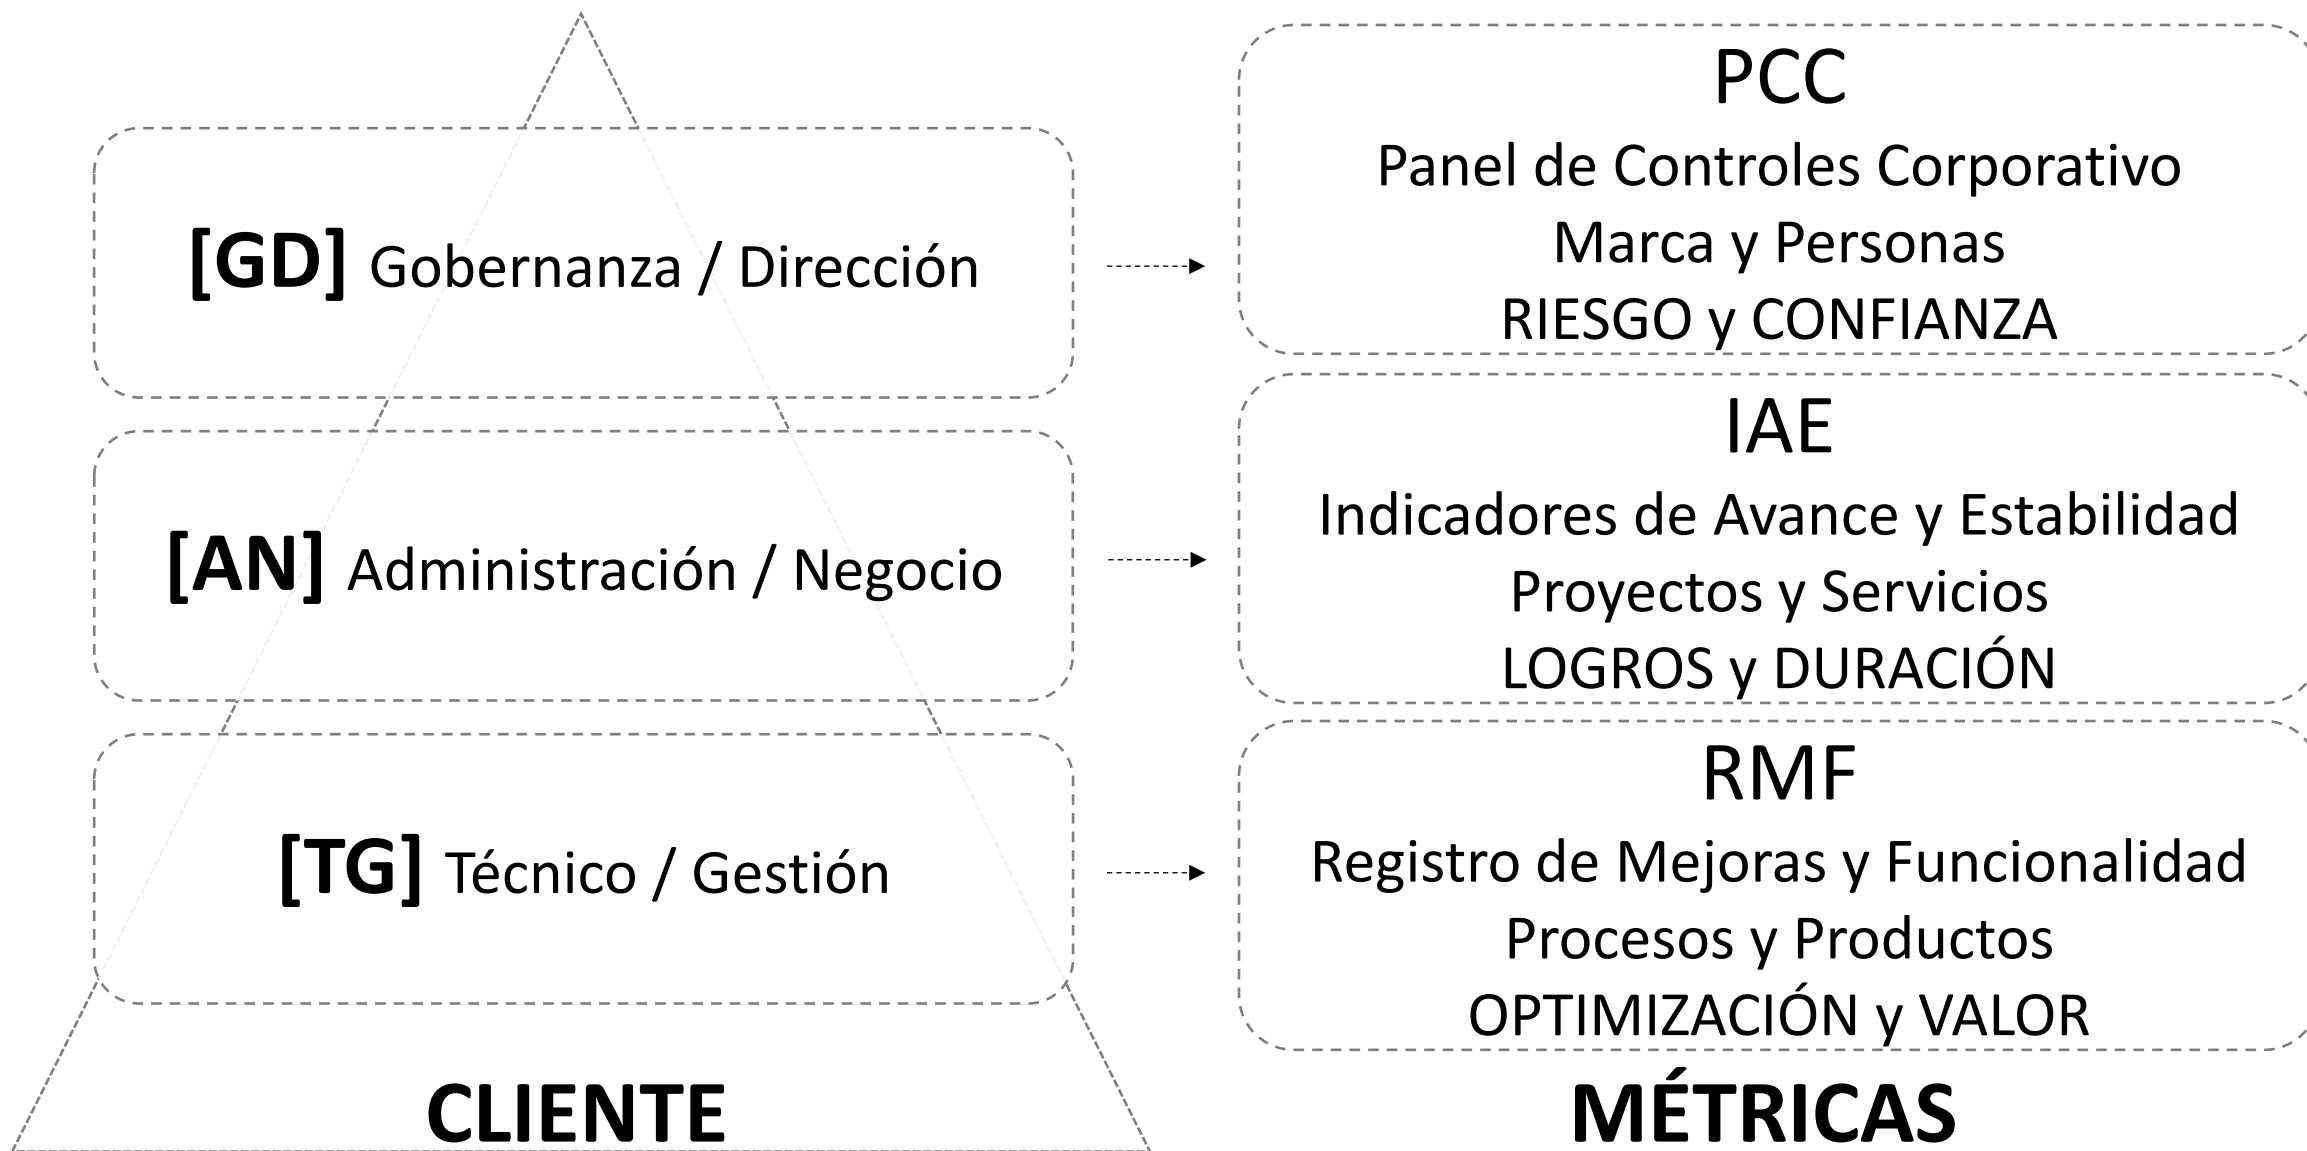 [GD] Gobernanza / Dirección
PCC
Panel de Controles Corporativo
Marca y Personas
RIESGO y CONFIANZA
[AN] Administración / Negocio
IAE
Indicadores de Avance y Estabilidad
Proyectos y Servicios
LOGROS y DURACIÓN
[TG] Técnico / Gestión
RMF
Registro de Mejoras y Funcionalidad
Procesos y Productos
OPTIMIZACIÓN y VALOR
CLIENTE
MÉTRICAS